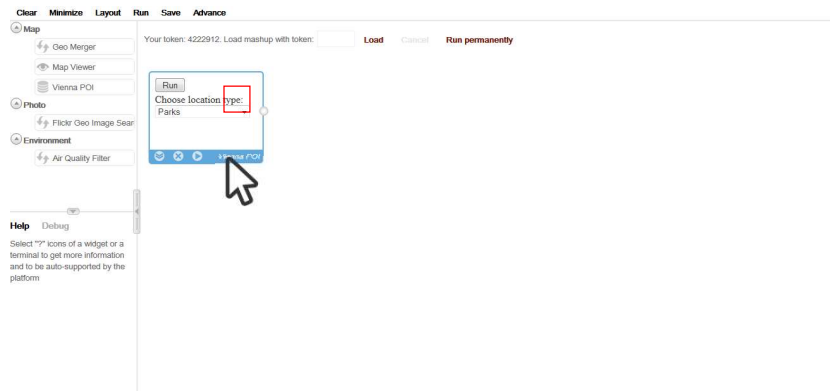 Clear Minimize Layout Run Save Advance
Map
Geo Merger
Map Viewer
Vienna POI
Photo
Flickr Geo Image Sear
Environment
Air Quality Filter
Help Debug
Select "?" icons of a widget or a
terminal to get more information
and to be auto-supported by the
platform
Your token: 4222912. Load mashup with token: Load Cancel Run permanently
Run
Choose location type:
Parks
Vienna POI